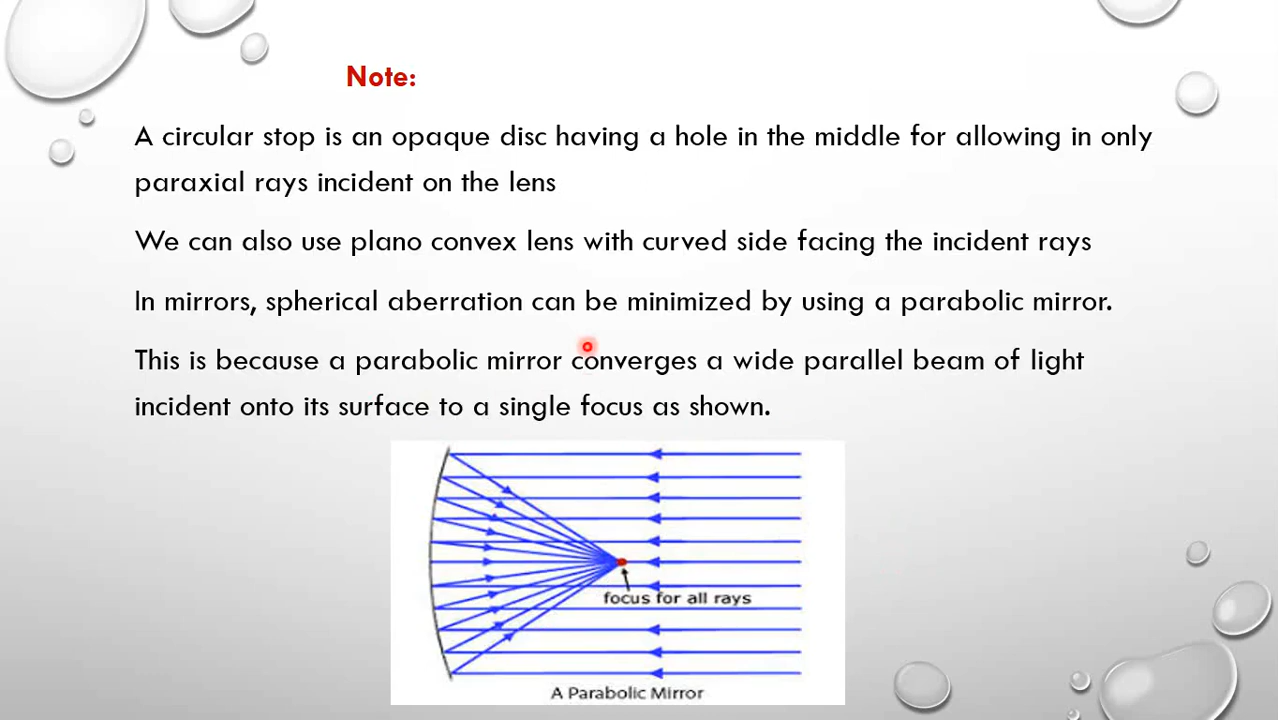 Note:
A circular stop is an opaque disc having a hole in the middle for allowing in only
paraxial rays incident on the lens
We can also use plano convex lens with curved side facing the incident rays
In mirrors, spherical aberration can be minimized by using a parabolic mirror.
This is because a parabolic mirror converges a wide parallel beam of light
incident onto its surface to a single focus as shown.
focus for all rays
A Parabolic Mirror